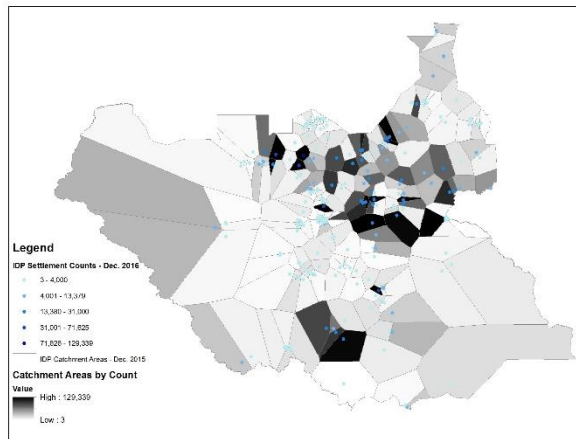 Legend
IDP Settlement Counts - Dec. 2016
3 - 4,000
4,001 - 13,379
13,380 - 31,000
31,001 - 71,825
71,826 - 129,339
IDP Catchment Areas - Dec. 2015
Catchment Areas by Count
Value
High : 129,339
Low : 3